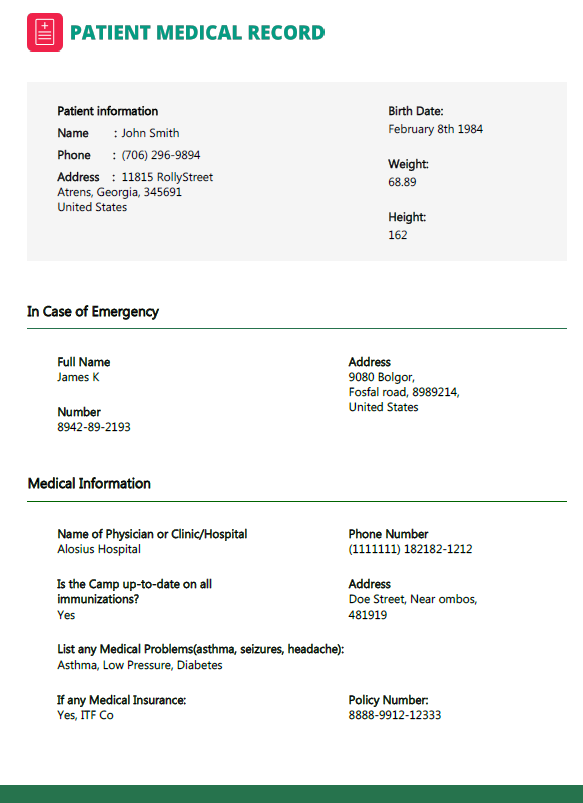 PATIENT MEDICAL RECORD
Patient information
Name : John Smith
Phone : (706) 296-9894
Address : 11815 RollyStreet
Atrens, Georgia, 345691
United States
Birth Date:
February 8th 1984
Weight:
68.89
Height:
162
In Case of Emergency
Full Name
James K
Number
8942-89-2193
Address
9080 Bolgor,
Fosfal road, 8989214,
United States
Medical Information
Name of Physician or Clinic/Hospital
Alosius Hospital
Phone Number
(1111111) 182182-1212
Is the Camp up-to-date on all
immunizations?
Yes
Address
Doe Street, Near ombos,
481919
List any Medical Problems(asthma, seizures, headache):
Asthma, Low Pressure, Diabetes
If any Medical Insurance:
Yes, ITF Co
Policy Number:
8888-9912-12333